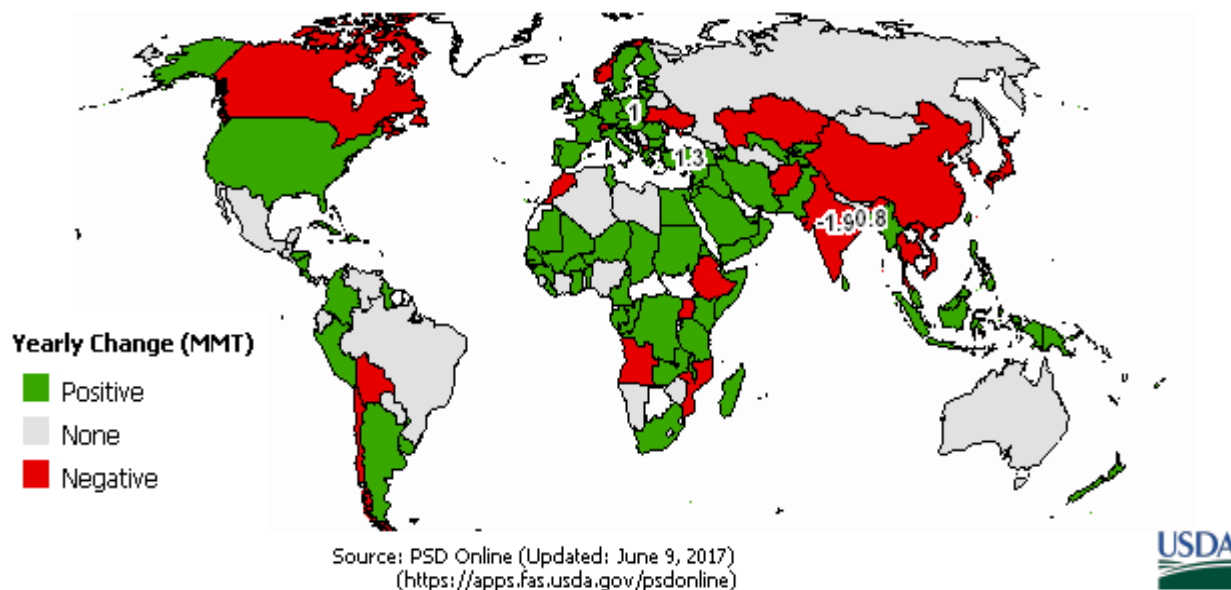 1
1.3
-1.9
0.8
Yearly Change (MMT)
Positive
None
Negative
Source: PSD Online (Updated: June 9, 2017)
(https://apps.fas.usda.gov/psdonline)
USDA